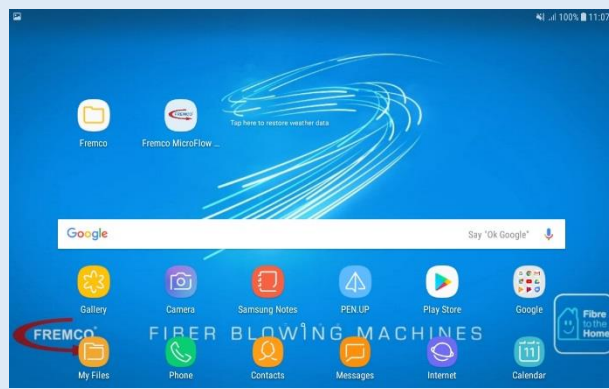 100% 11:07
FREMCO
Fremco
Fremco MicroFlow ...
Tap here to restore weather data
Google
Say "Ok Google"
Gallery
Camera
Samsung Notes
PEN.UP
Play Store
Google
FREMCO
FIBER BLOWING MACHINES
Fibre
to the
Home
11
My Files
Phone
Contacts
Messages
Internet
Calendar